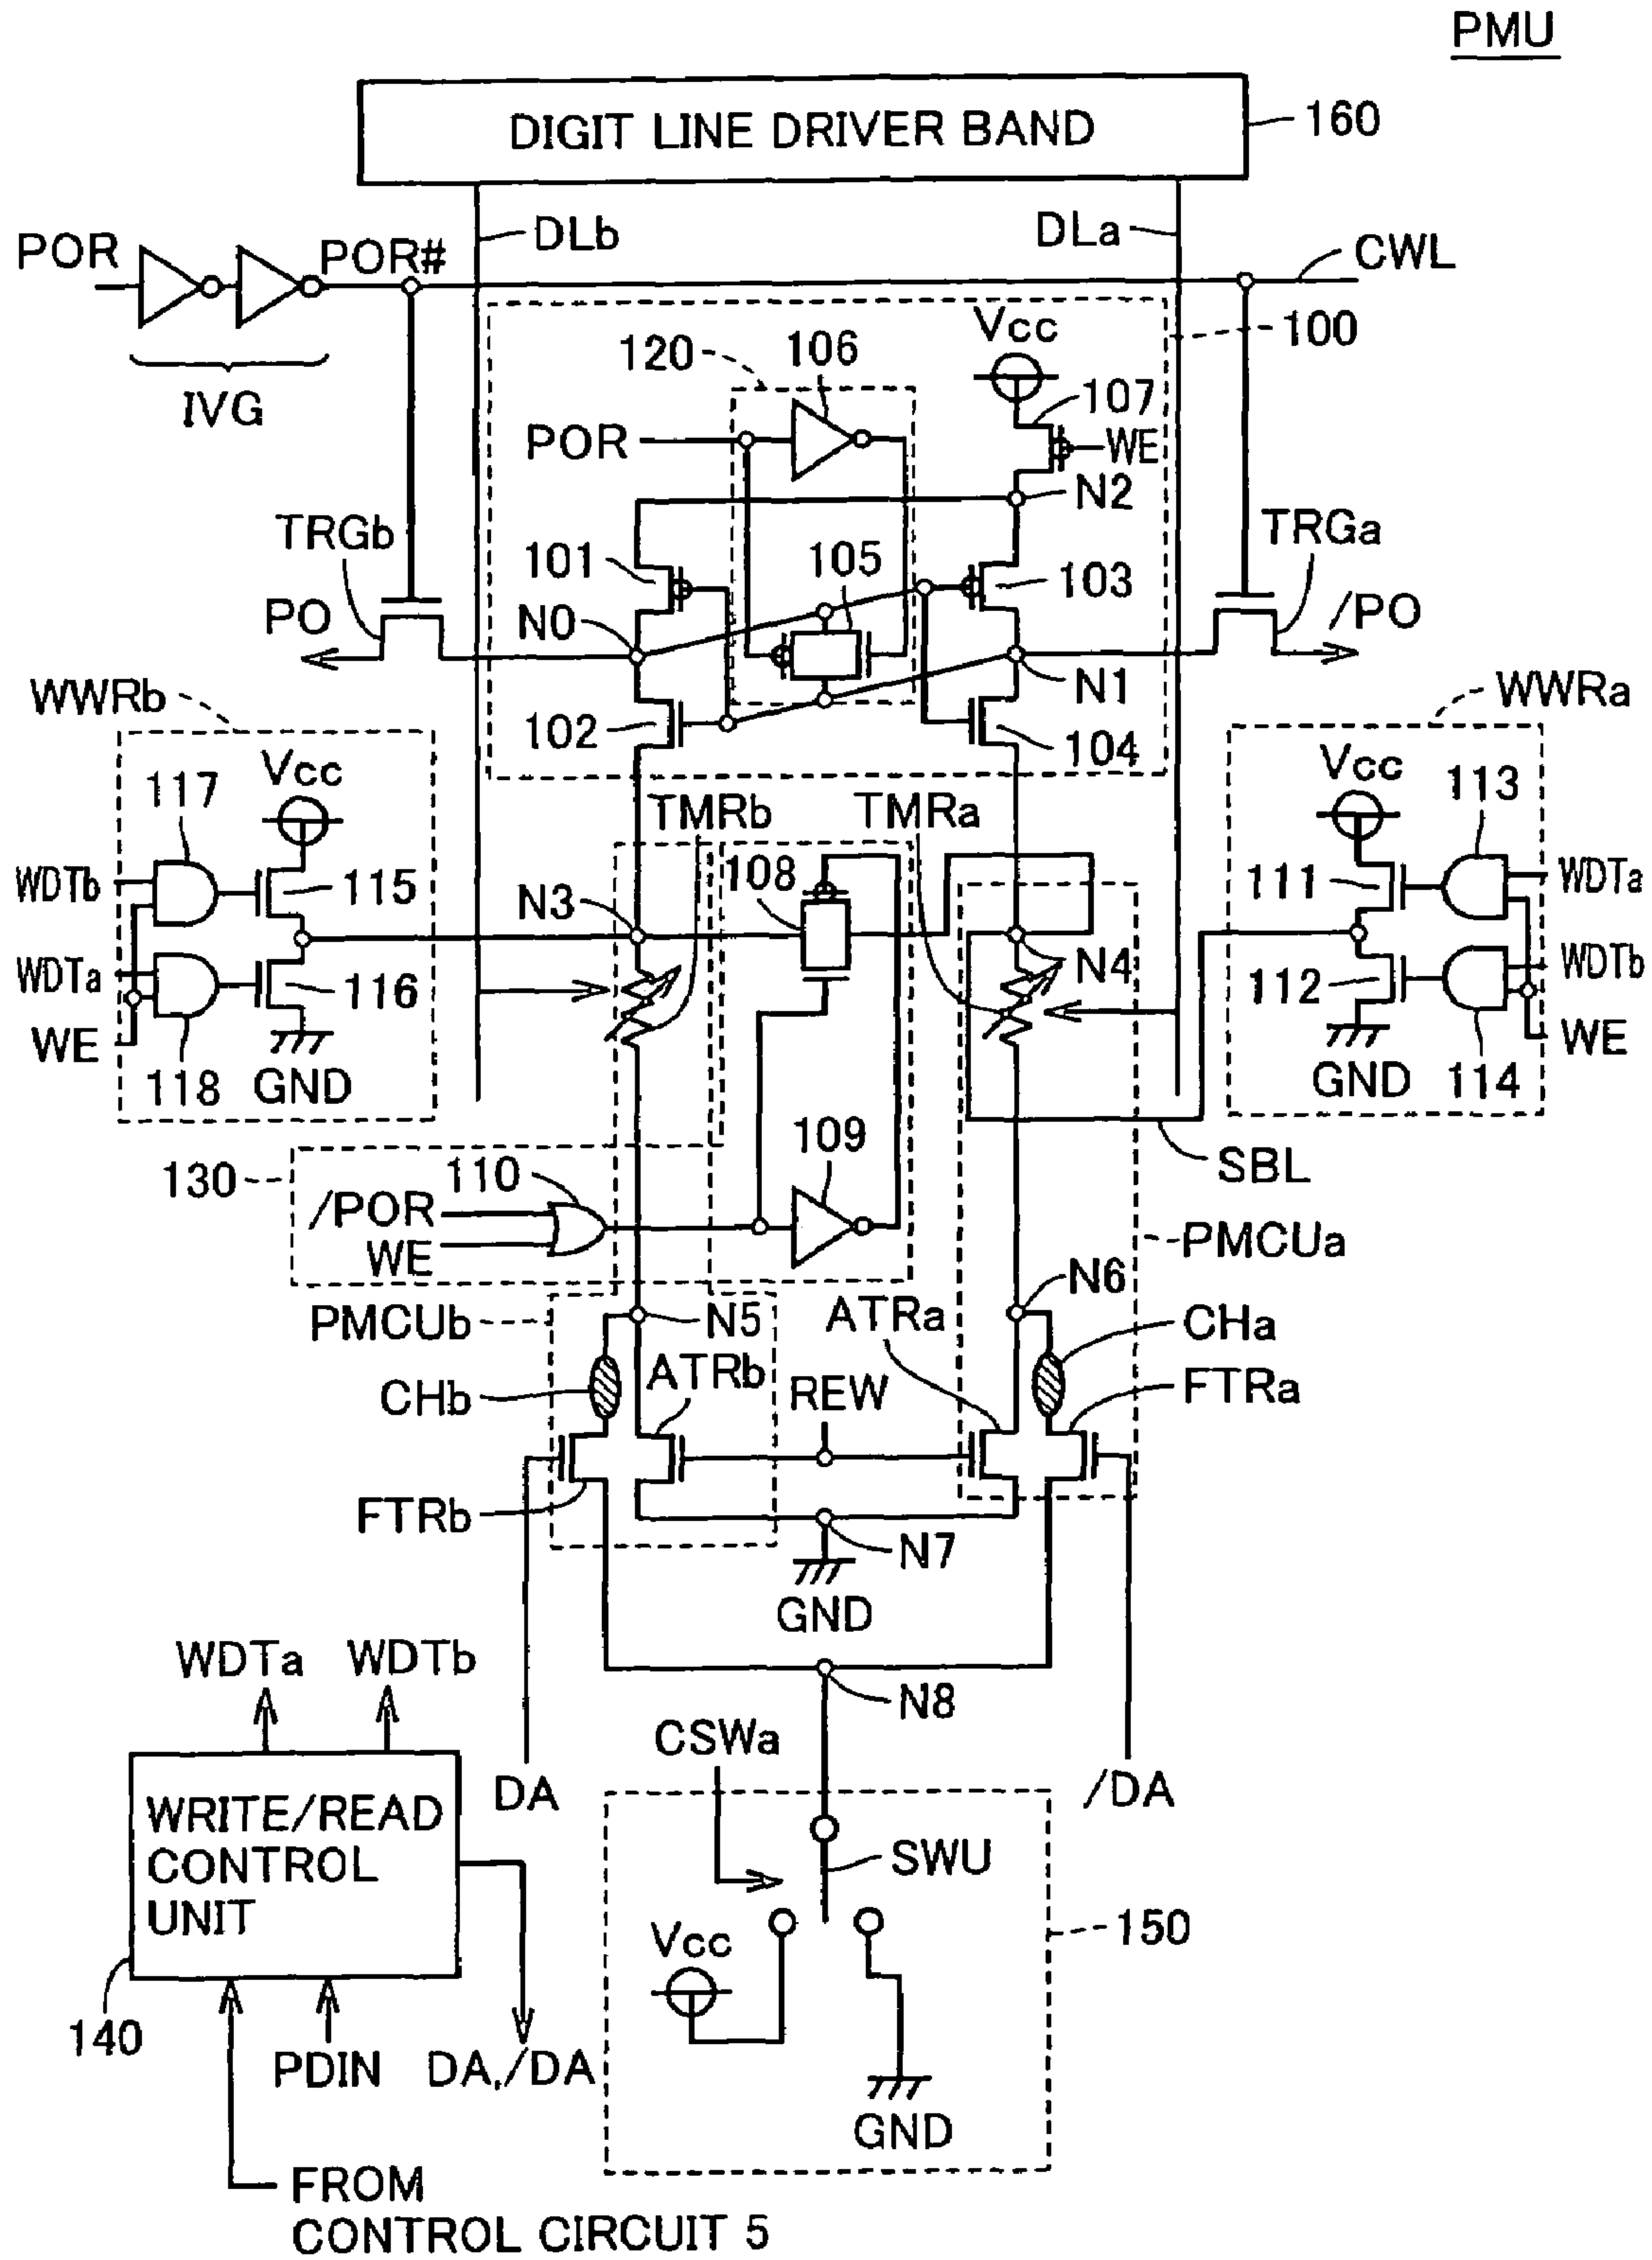 PMU
DIGIT LINE DRIVER BAND
160
DLb
DLa
POR
POR#
CWL
IVG
Vcc
100
120
106
107
POR
WE
N2
TRGb
TRGa
101
105
103
PO
N0
/PO
N1
WWRb
WWRa
102
104
117
Vcc
Vcc
113
TMRb
TMRa
WDTb
115
108
111
WDTa
N3
N4
WDTa
116
112
WDTb
WE
WE
118
GND
GND
114
109
SBL
130
110
/POR
WE
PMCUa
N6
PMCUb
N5
ATRa
CHa
ATRb
CHb
REW
FTRa
FTRb
N7
GND
WDTa
WDTb
N8
CSWa
DA
/DA
WRITE/READ
CONTROL
UNIT
SWU
150
Vcc
140
PDIN
DA,/DA
GND
FROM
CONTROL CIRCUIT 5